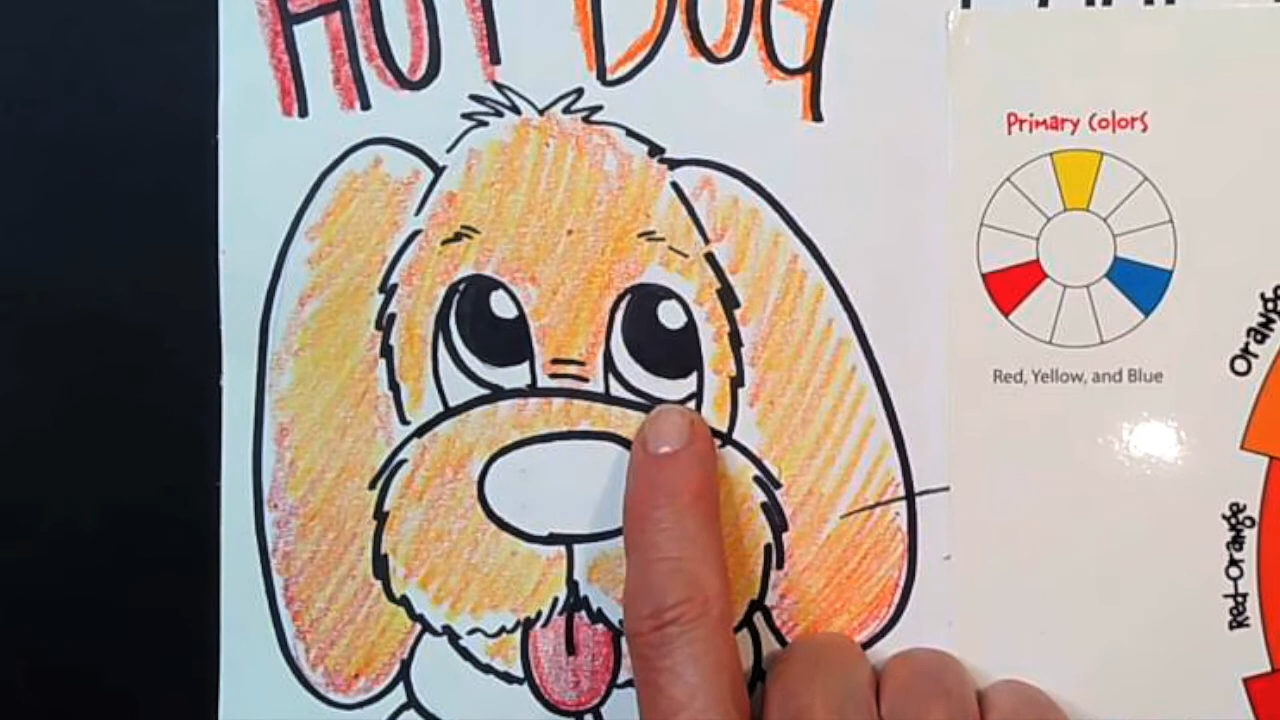 HOT DOG
Primary Colors
Red, Yellow, and Blue
Orange
Red-Orange